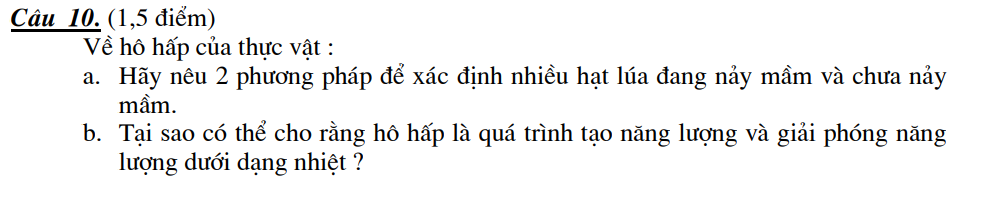 Câu 10. (1,5 điểm)
Về hô hấp của thực vật :
a. Hãy nêu 2 phương pháp để xác định nhiều hạt lúa đang nảy mầm và chưa nảy
mầm.
b. Tại sao có thể cho rằng hô hấp là quá trình tạo năng lượng và giải phóng năng
lượng dưới dạng nhiệt ?